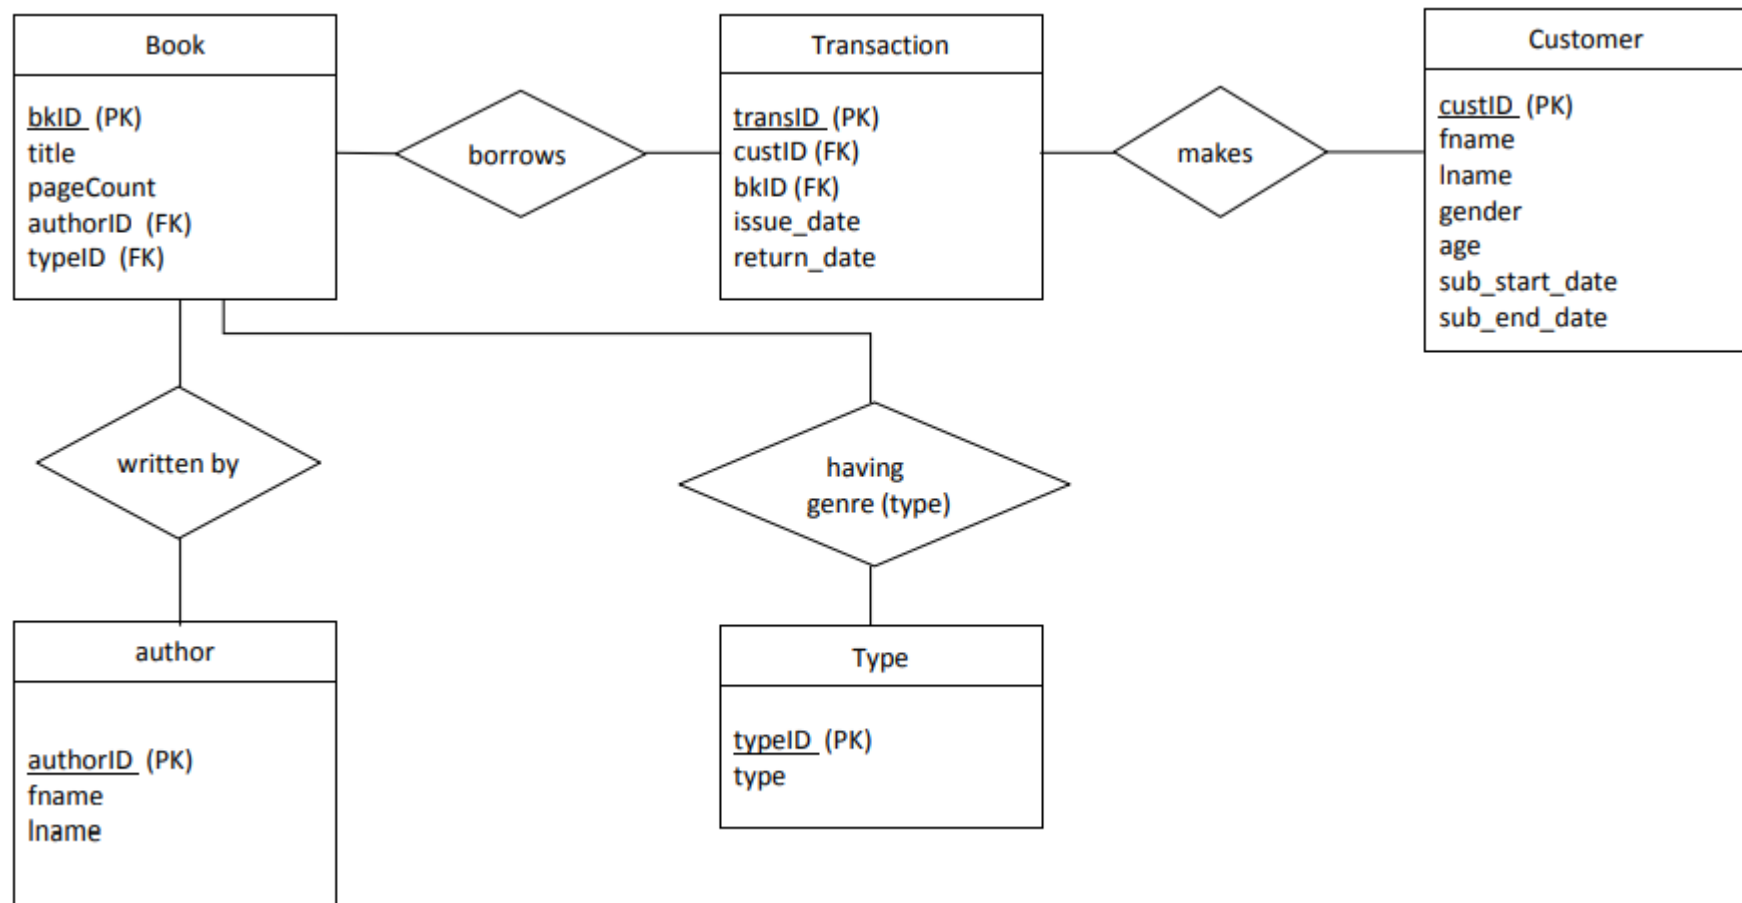 Book
bkID (PK)
title
pageCount
authorID (FK)
typeID (FK)
borrows
Transaction
transID (PK)
custID (FK)
bkID (FK)
issue_date
return_date
makes
Customer
custID (PK)
fname
lname
gender
age
sub_start_date
sub_end_date
written by
having
genre (type)
author
authorID (PK)
fname
lname
Type
typeID (PK)
type